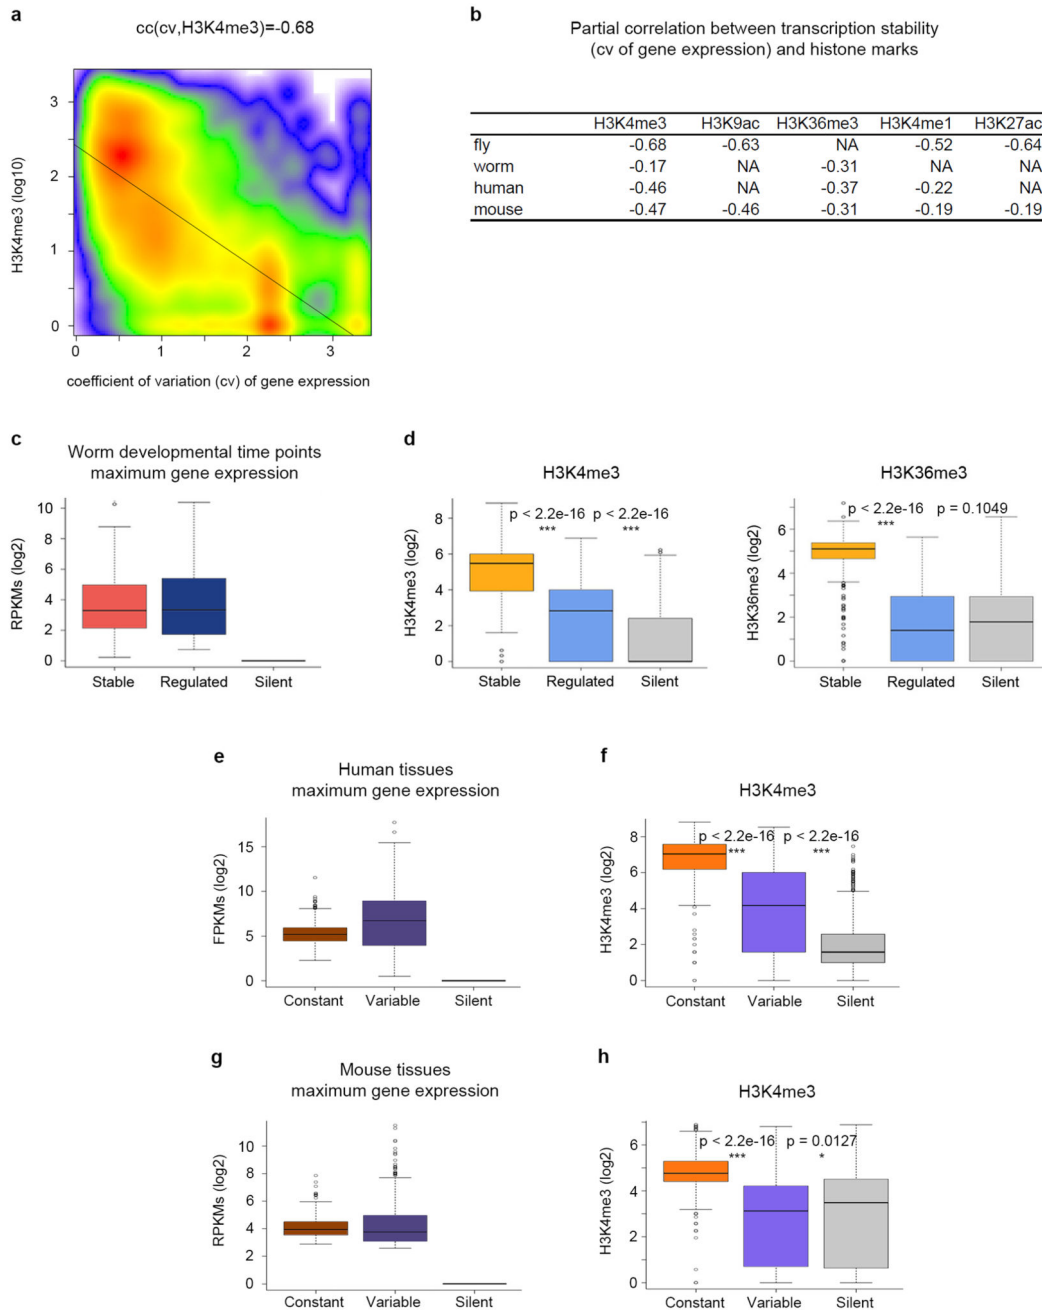 a
cc(cv,H3K4me3)=-0.68
H3K4me3 (log10)
3
2
1
0
0 1 2 3
coefficient of variation (cv) of gene expression
b
Partial correlation between transcription stability
(cv of gene expression) and histone marks
H3K4me3 H3K9ac H3K36me3 H3K4me1 H3K27ac
fly -0.68 -0.63 NA -0.52 -0.64
worm -0.17 NA -0.31 NA NA
human -0.46 NA -0.37 -0.22 NA
mouse -0.47 -0.46 -0.31 -0.19 -0.19
c
Worm developmental time points
maximum gene expression
RPKMs (log2)
10
8
6
4
2
0
Stable Regulated Silent
d
H3K4me3
p < 2.2e-16 p < 2.2e-16
*** ***
H3K4me3 (log2)
8
6
4
2
0
Stable Regulated Silent
H3K36me3
p < 2.2e-16 p = 0.1049
***
H3K36me3 (log2)
6
4
2
0
Stable Regulated Silent
e
Human tissues
maximum gene expression
FPKMs (log2)
15
10
5
0
Constant Variable Silent
f
H3K4me3
p < 2.2e-16 p < 2.2e-16
*** ***
H3K4me3 (log2)
8
6
4
2
0
Constant Variable Silent
g
Mouse tissues
maximum gene expression
RPKMs (log2)
10
8
6
4
2
0
Constant Variable Silent
h
H3K4me3
p < 2.2e-16 p = 0.0127
*** *
H3K4me3 (log2)
6
4
2
0
Constant Variable Silent